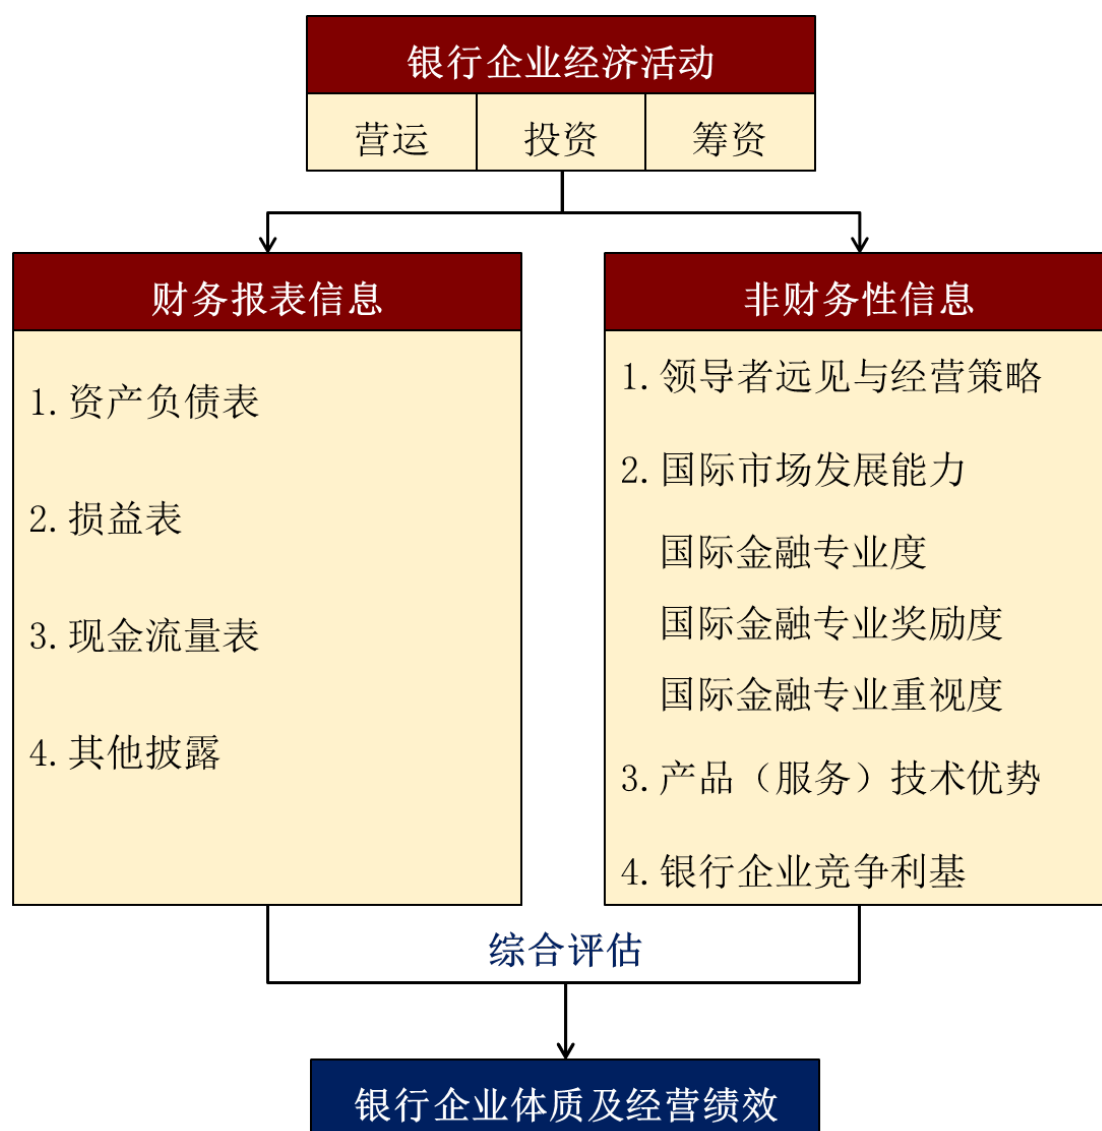 银行企业经济活动
营运 投资 筹资
财务报表信息
1. 资产负债表
2. 损益表
3. 现金流量表
4. 其他披露
非财务性信息
1. 领导者远见与经营策略
2. 国际市场发展能力
国际金融专业度
国际金融专业奖励度
国际金融专业重视度
3. 产品（服务）技术优势
4. 银行企业竞争利基
综合评估
银行企业体质及经营绩效